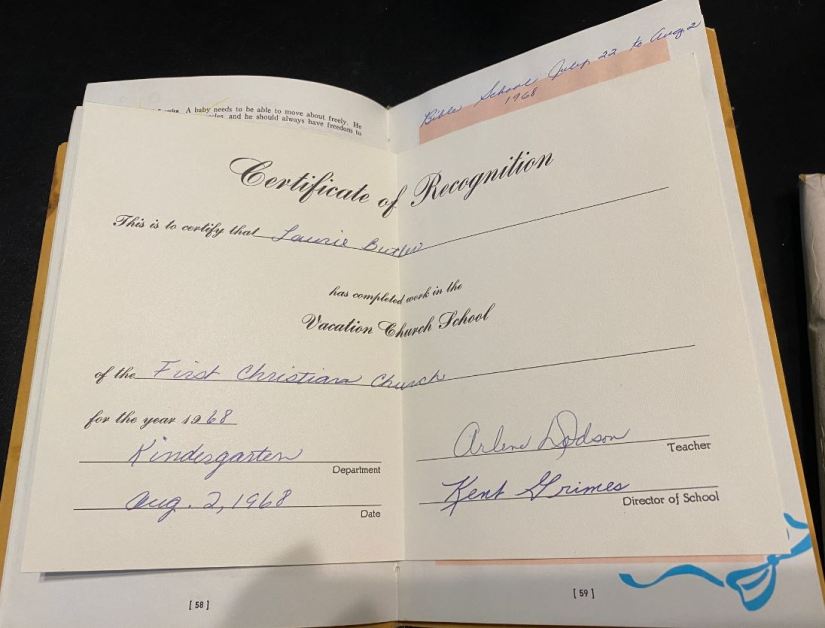 Bible School July 22 to Aug 2
1968
A baby needs to be able to move about freely. He
and he should always have freedom to
Certificate of Recognition
This is to certify that Laurie Butler
has completed work in the
Vacation Church School
of the First Christian Church
for the year 1968
Kindergarten
Department
Aug. 2, 1968
Date
Arlene Dodson
Teacher
Kent Grimes
Director of School
[ 58 ]
[ 59 ]